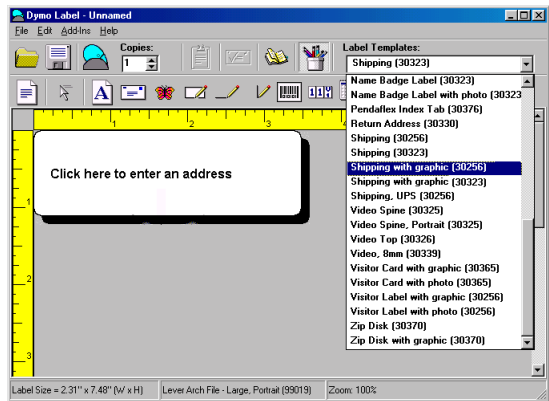 Dymo Label - Unnamed
File Edit Add-Ins Help
Copies:
1
Label Templates:
Shipping (30323)
Name Badge Label (30323)
Name Badge Label with photo (30323
Pendaflex Index Tab (30376)
Return Address (30330)
Shipping (30256)
Shipping (30323)
Shipping with graphic (30256)
Shipping with graphic (30323)
Shipping, UPS (30256)
Video Spine (30325)
Video Spine, Portrait (30325)
Video Top (30326)
Video, 8mm (30339)
Visitor Card with graphic (30365)
Visitor Card with photo (30365)
Visitor Label with graphic (30256)
Visitor Label with photo (30256)
Zip Disk (30370)
Zip Disk with graphic (30370)
A
1 2 3 4
Click here to enter an address
1
2
3
Label Size = 2.31" x 7.48" (W x H) Lever Arch File - Large, Portrait (99019) Zoom: 100%